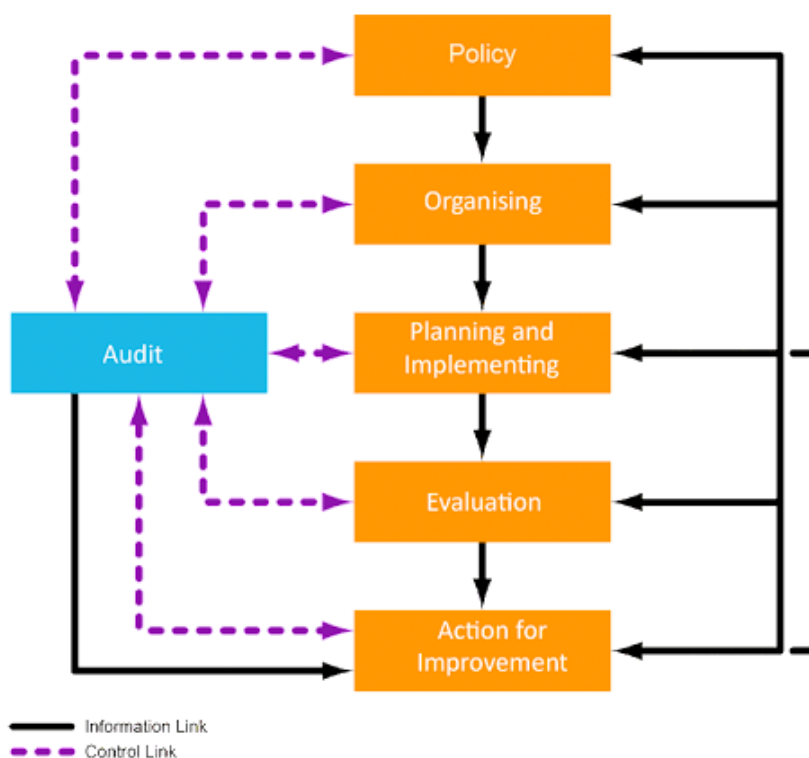 Policy
Organising
Audit
Planning and
Implementing
Evaluation
Action for
Improvement
Information Link
Control Link